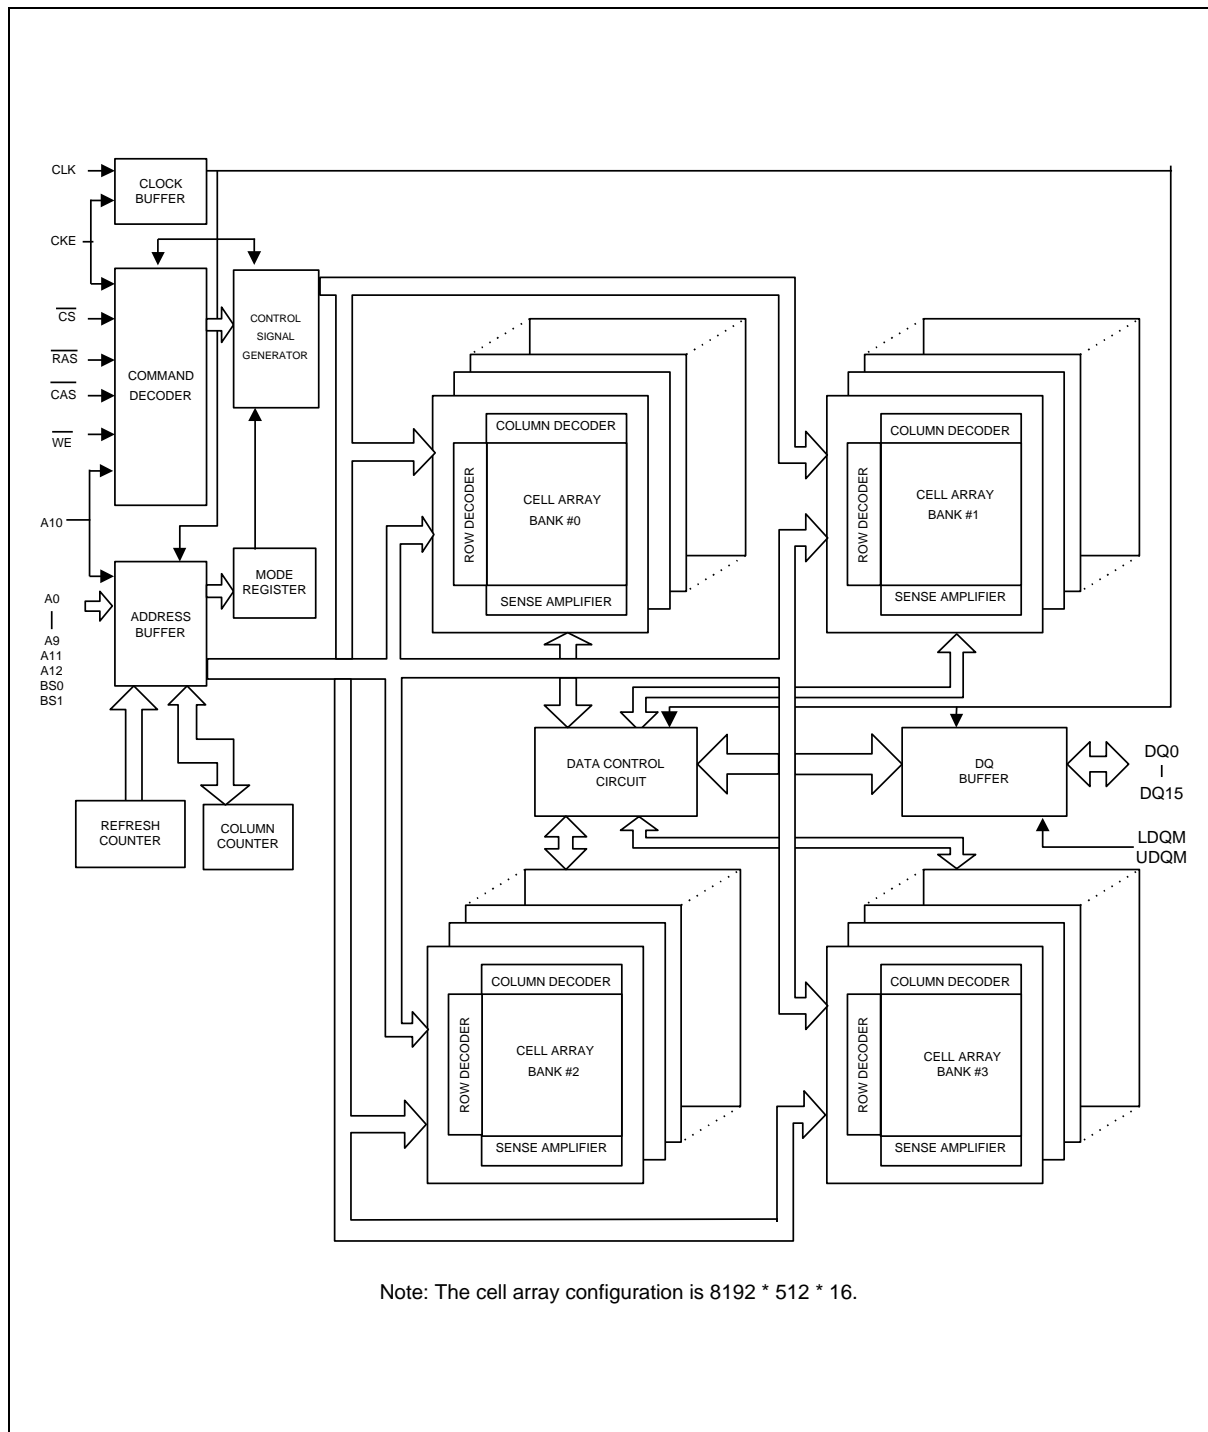 CLK
CLOCK
BUFFER
CKE
CS
RAS
CAS
WE
COMMAND
DECODER
CONTROL
SIGNAL
GENERATOR
A10
A0
A9
A11
A12
BS0
BS1
ADDRESS
BUFFER
MODE
REGISTER
REFRESH
COUNTER
COLUMN
COUNTER
COLUMN DECODER
ROW DECODER
CELL ARRAY
BANK #0
SENSE AMPLIFIER
COLUMN DECODER
ROW DECODER
CELL ARRAY
BANK #1
SENSE AMPLIFIER
DATA CONTROL
CIRCUIT
DQ
BUFFER
DQ0
DQ15
LDQM
UDQM
COLUMN DECODER
ROW DECODER
CELL ARRAY
BANK #2
SENSE AMPLIFIER
COLUMN DECODER
ROW DECODER
CELL ARRAY
BANK #3
SENSE AMPLIFIER
Note: The cell array configuration is 8192 * 512 * 16.